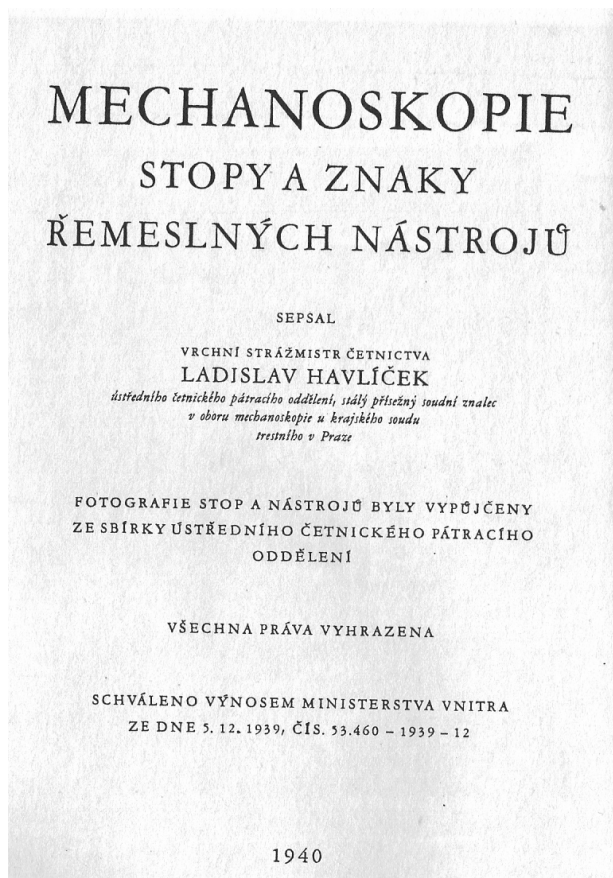 MECHANOSKOPIE
STOPY A ZNAKY
ŘEMESLNÝCH NÁSTROJŮ
SEPSAL
VRCHNÍ STRÁŽMISTR ČETNICTVA
LADISLAV HAVLÍČEK
ústředního četnického pátracího oddělení, stálý přísežný soudní znalec
v oboru mechanoskopie u krajského soudu
trestního v Praze
FOTOGRAFIE STOP A NÁSTROJŮ BYLY VYPŮJČENY
ZE SBÍRKY ÚSTŘEDNÍHO ČETNICKÉHO PÁTRACÍHO
ODDĚLENÍ
VŠECHNA PRÁVA VYHRAZENA
SCHVÁLENO VÝNOSEM MINISTERSTVA VNITRA
ZE DNE 5. 12. 1939, ČÍS. 53.460 – 1939 – 12
1940